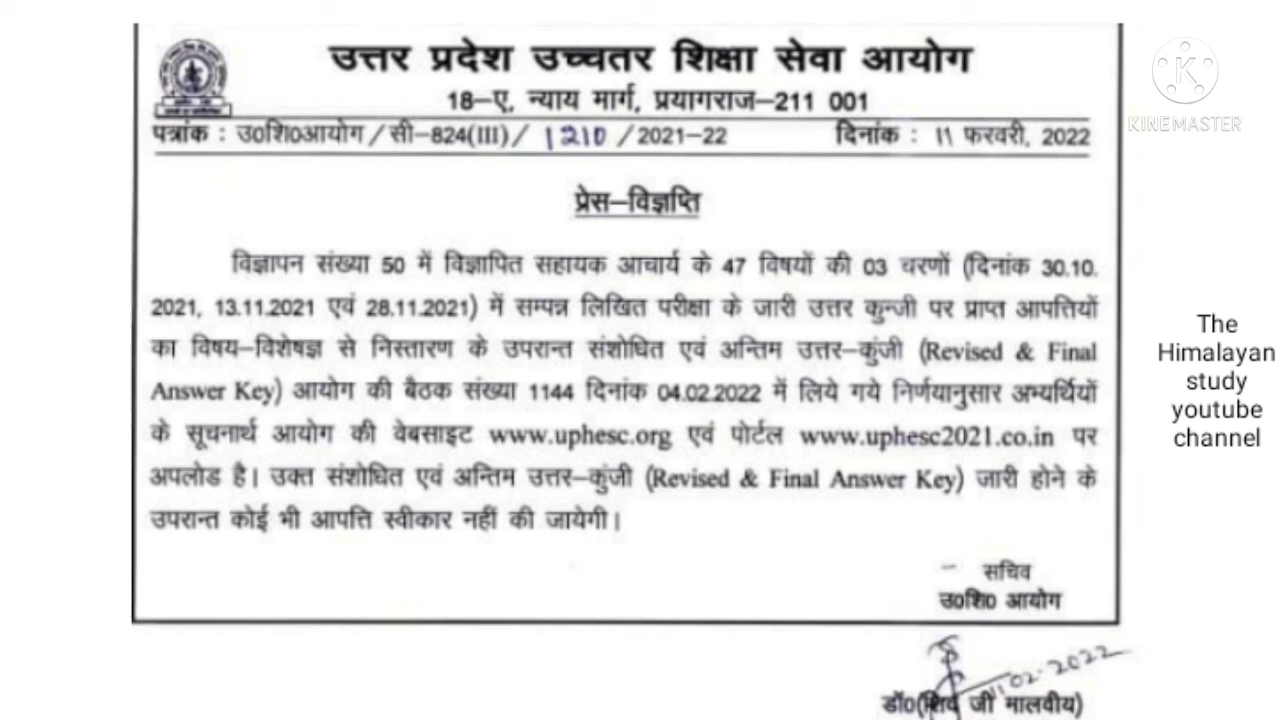 उत्तर प्रदेश उच्चतर शिक्षा सेवा आयोग
18–ए, न्याय मार्ग, प्रयागराज–211 001
पत्रांक : उ0शि0आयोग / सी–824(III) / 1210 / 2021–22 दिनांक : 11 फरवरी, 2022
प्रेस–विज्ञप्ति
विज्ञापन संख्या 50 में विज्ञापित सहायक आचार्य के 47 विषयों की 03 चरणों (दिनांक 30.10.
2021, 13.11.2021 एवं 28.11.2021) में सम्पन्न लिखित परीक्षा के जारी उत्तर कुन्जी पर प्राप्त आपत्तियों
का विषय–विशेषज्ञ से निस्तारण के उपरान्त संशोधित एवं अन्तिम उत्तर–कुंजी (Revised & Final
Answer Key) आयोग की बैठक संख्या 1144 दिनांक 04.02.2022 में लिये गये निर्णयानुसार अभ्यर्थियों
के सूचनार्थ आयोग की वेबसाइट www.uphesc.org एवं पोर्टल www.uphesc2021.co.in पर
अपलोड है। उक्त संशोधित एवं अन्तिम उत्तर–कुंजी (Revised & Final Answer Key) जारी होने के
उपरान्त कोई भी आपत्ति स्वीकार नहीं की जायेगी।
सचिव
उ0शि0 आयोग
11.02.2022
डॉ0(शिव जी मालवीय)
KINEMASTER
The
Himalayan
study
youtube
channel